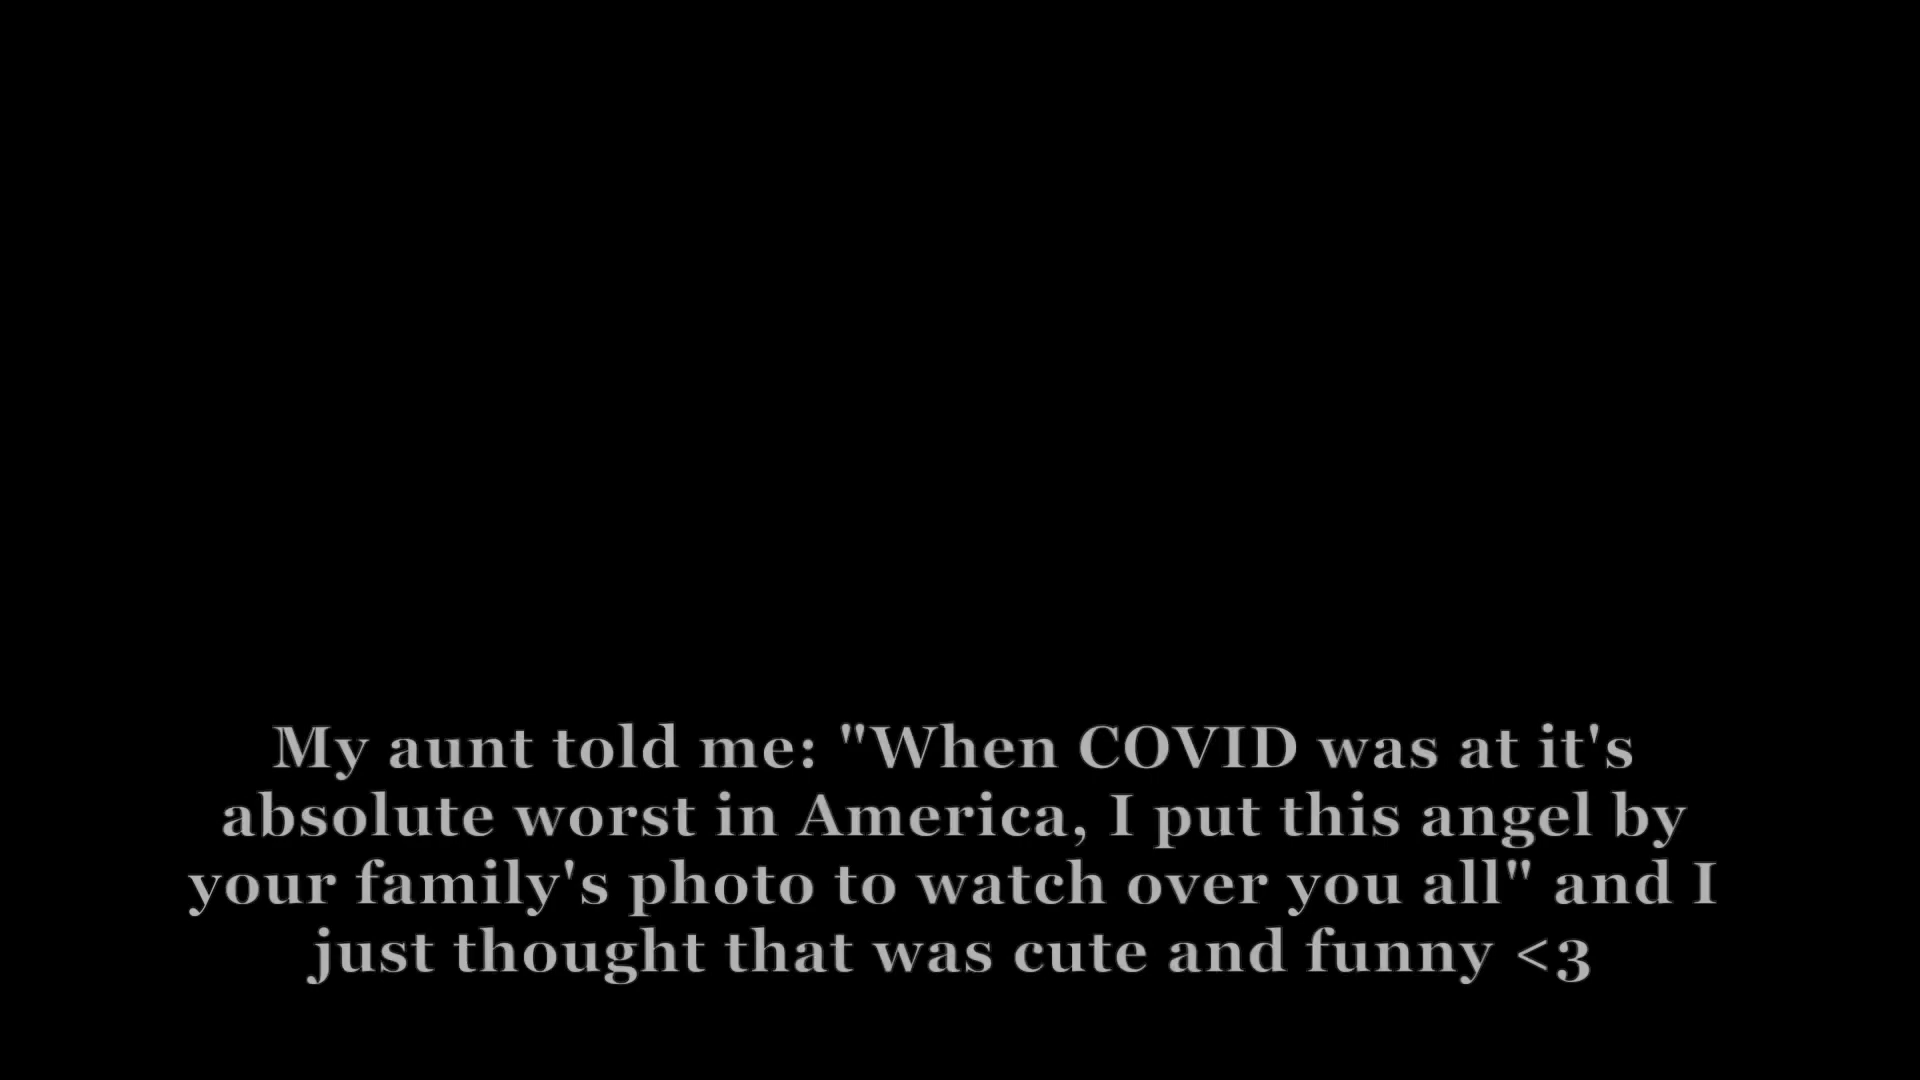 My aunt told me: "When COVID was at it's
absolute worst in America, I put this angel by
your family's photo to watch over you all" and I
just thought that was cute and funny <3